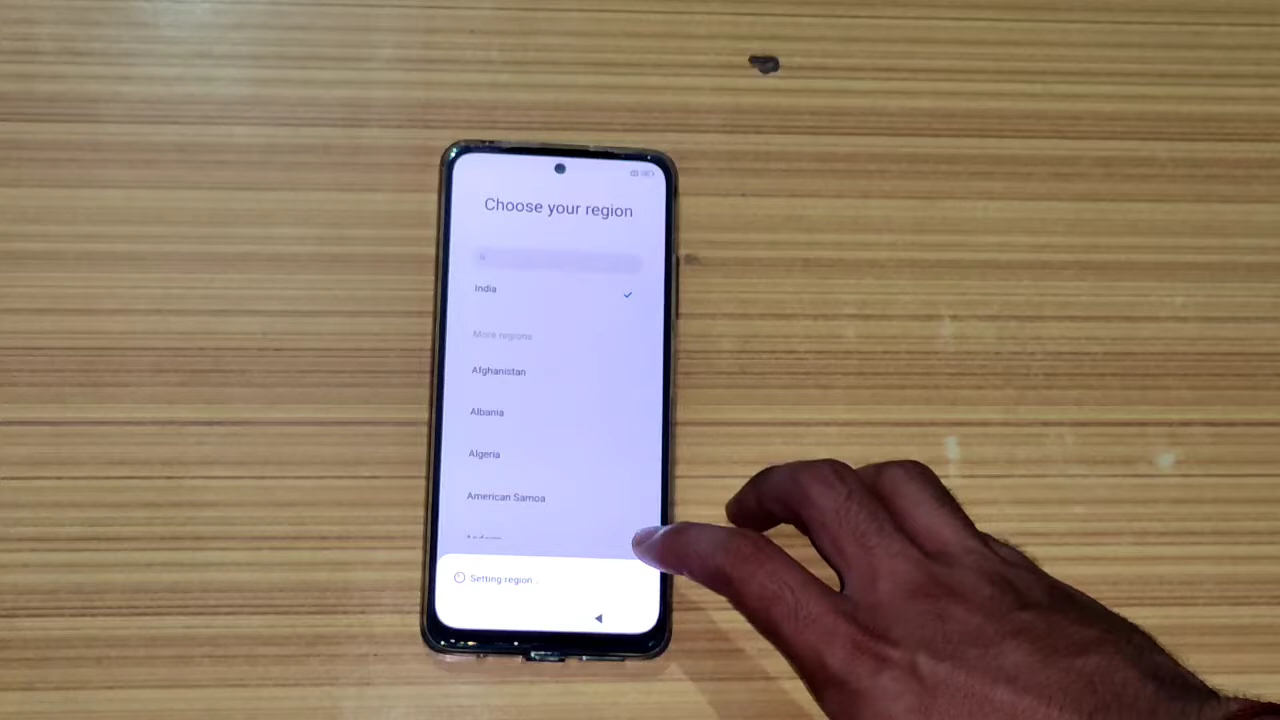 Choose your region
India
More regions
Afghanistan
Albania
Algeria
American Samoa
Setting region